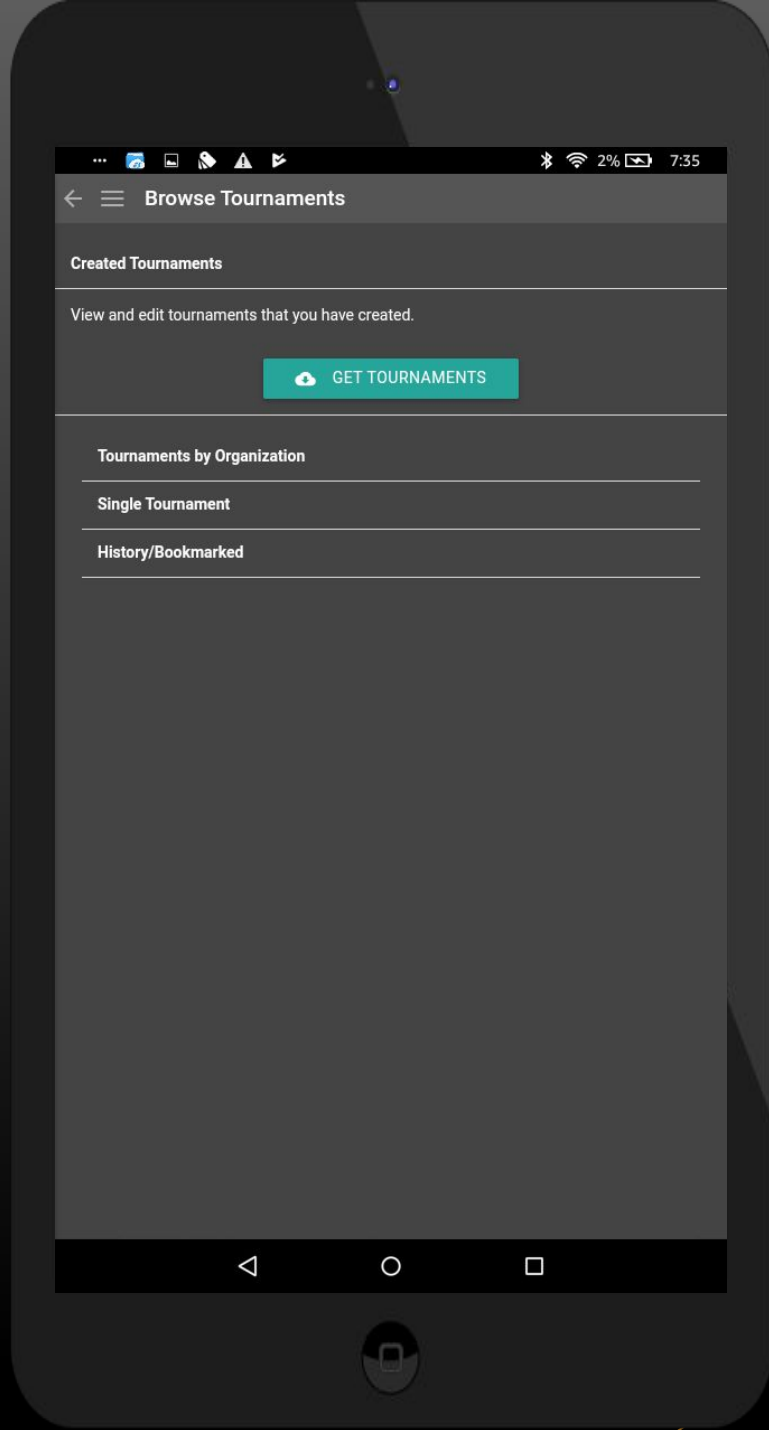 2% 7:35
Browse Tournaments
Created Tournaments
View and edit tournaments that you have created.
GET TOURNAMENTS
Tournaments by Organization
Single Tournament
History/Bookmarked